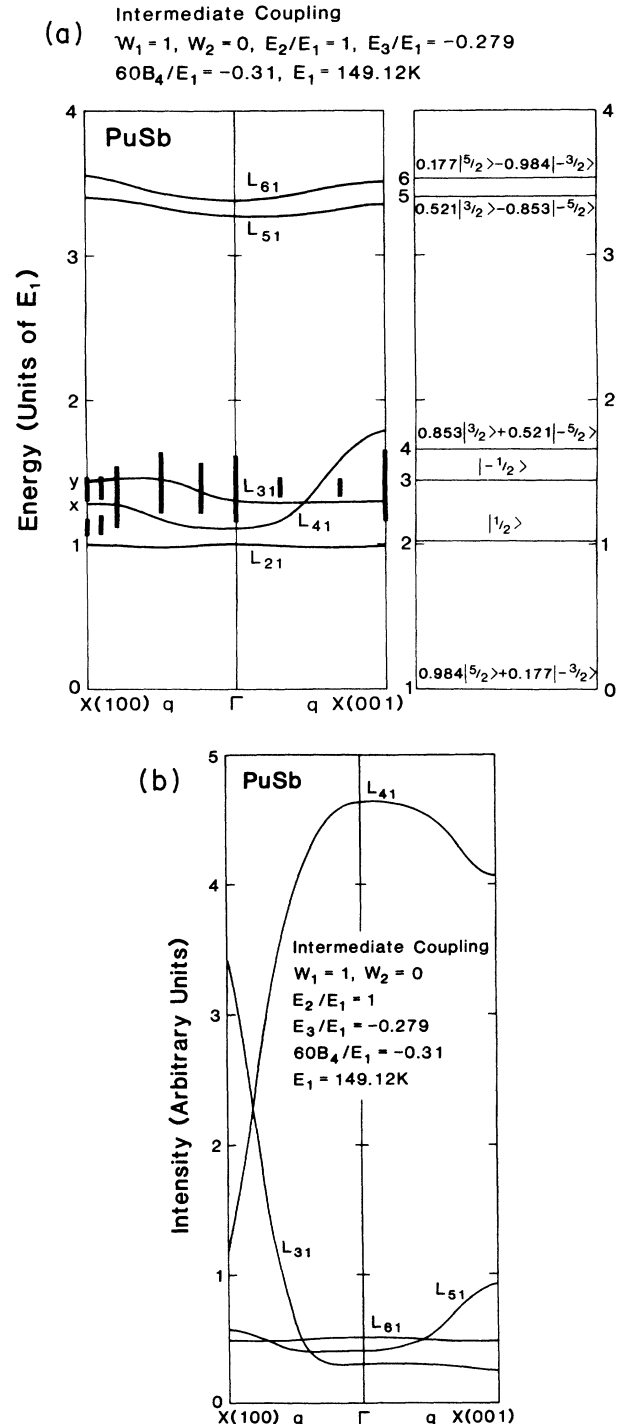 (a)
Intermediate Coupling
W₁ = 1, W₂ = 0, E₂/E₁ = 1, E₃/E₁ = −0.279
60B₄/E₁ = −0.31, E₁ = 149.12K
PuSb
Energy (Units of E₁)
4
3
2
1
0
y
x
L₆₁
L₅₁
L₃₁
L₄₁
L₂₁
X(100) q Γ q X(001)
6
5
4
3
2
1
0.177|5/2>−0.984|−3/2>
0.521|3/2>−0.853|−5/2>
0.853|3/2>+0.521|−5/2>
|−1/2>
|1/2>
0.984|5/2>+0.177|−3/2>
4
3
2
1
0
(b)
PuSb
Intensity (Arbitrary Units)
5
4
3
2
1
0
L₄₁
Intermediate Coupling
W₁ = 1, W₂ = 0
E₂/E₁ = 1
E₃/E₁ = −0.279
60B₄/E₁ = −0.31
E₁ = 149.12K
L₃₁
L₅₁
L₆₁
X(100) q Γ q X(001)